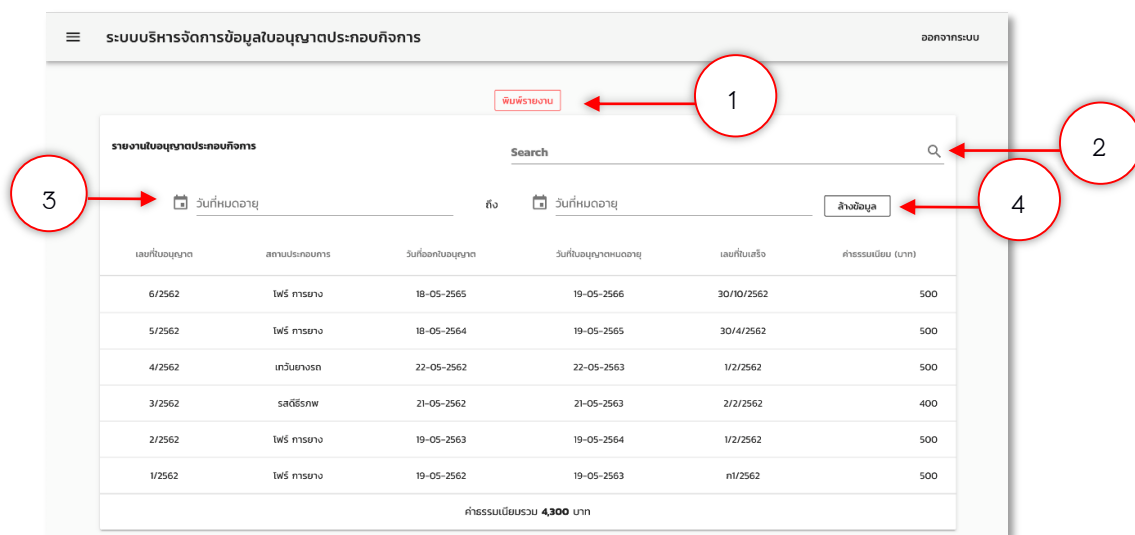 ระบบบริหารจัดการข้อมูลใบอนุญาตประกอบกิจการ ออกจากระบบ
พิมพ์รายงาน 1
รายงานใบอนุญาตประกอบกิจการ Search 2
3 วันที่หมดอายุ ถึง วันที่หมดอายุ ล้างข้อมูล 4
เลขที่ใบอนุญาต สถานประกอบการ วันที่ออกใบอนุญาต วันที่ใบอนุญาตหมดอายุ เลขที่ใบเสร็จ ค่าธรรมเนียม (บาท)
6/2562 โฟร์ การยาง 18-05-2565 19-05-2566 30/10/2562 500
5/2562 โฟร์ การยาง 18-05-2564 19-05-2565 30/4/2562 500
4/2562 เทวันยางรถ 22-05-2562 22-05-2563 1/2/2562 500
3/2562 รสดีธีรภพ 21-05-2562 21-05-2563 2/2/2562 400
2/2562 โฟร์ การยาง 19-05-2563 19-05-2564 1/2/2562 500
1/2562 โฟร์ การยาง 19-05-2562 19-05-2563 ก1/2562 500
ค่าธรรมเนียมรวม 4,300 บาท